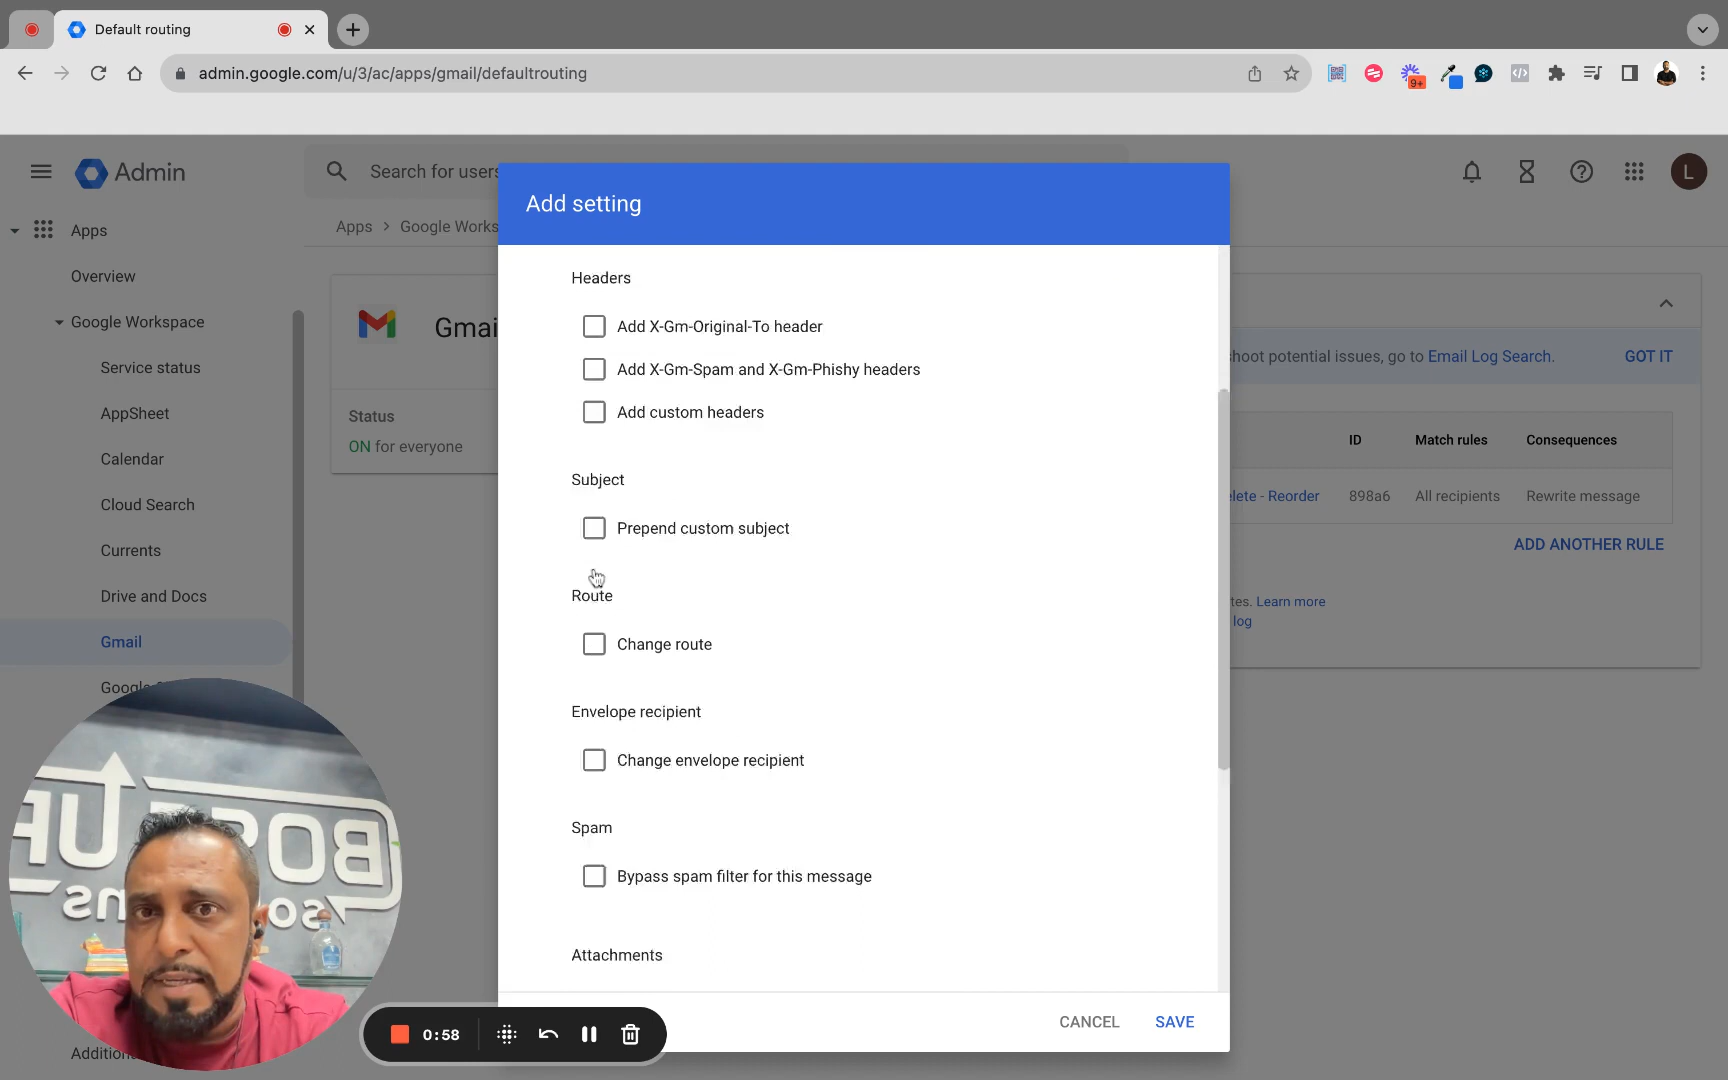 Default routing
admin.google.com/u/3/ac/apps/gmail/defaultrouting
9+
Admin
Search for users
L
Apps
Overview
Google Workspace
Service status
AppSheet
Calendar
Cloud Search
Currents
Drive and Docs
Gmail
Apps > Google Works
Gmai
Status
ON for everyone
Add setting
Headers
Add X-Gm-Original-To header
Add X-Gm-Spam and X-Gm-Phishy headers
Add custom headers
Subject
Prepend custom subject
Route
Change route
Envelope recipient
Change envelope recipient
Spam
Bypass spam filter for this message
Attachments
CANCEL
SAVE
hoot potential issues, go to Email Log Search.
GOT IT
ID
Match rules
Consequences
lete - Reorder
898a6
All recipients
Rewrite message
ADD ANOTHER RULE
tes. Learn more
log
0:58